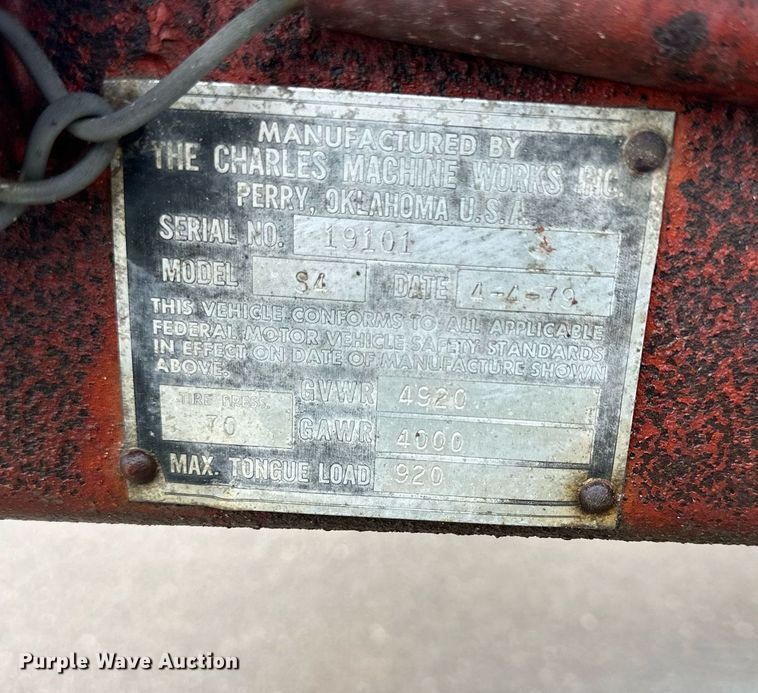 MANUFACTURED BY
THE CHARLES MACHINE WORKS INC.
PERRY, OKLAHOMA U.S.A.
SERIAL NO. 19101
MODEL S4 DATE 4-4-79
THIS VEHICLE CONFORMS TO ALL APPLICABLE
FEDERAL MOTOR VEHICLE SAFETY STANDARDS
IN EFFECT ON DATE OF MANUFACTURE SHOWN
ABOVE.
TIRE PRESS. GVWR 4920
70 GAWR 4000
MAX. TONGUE LOAD 920
Purple Wave Auction